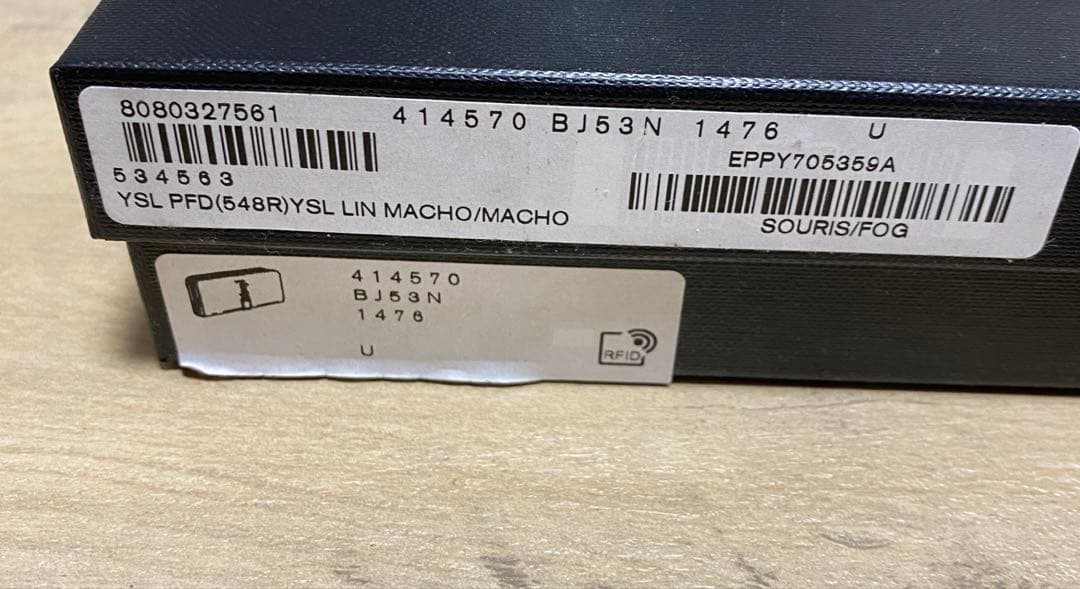 8080327561
414570 BJ53N 1476 U
EPPY705359A
534563
YSL PFD(548R)YSL LIN MACHO/MACHO
SOURIS/FOG
414570
BJ53N
1476
U
RFID